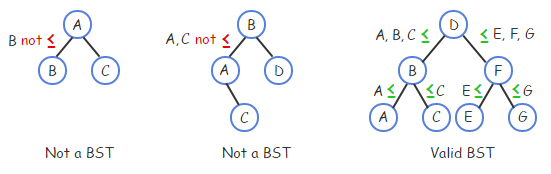 A
B not ≤
B
C
Not a BST
B
A,C not ≤
A
D
C
Not a BST
D
A, B, C ≤
≤ E, F, G
B
F
A ≤
≤ C
E ≤
≤ G
A
C
E
G
Valid BST